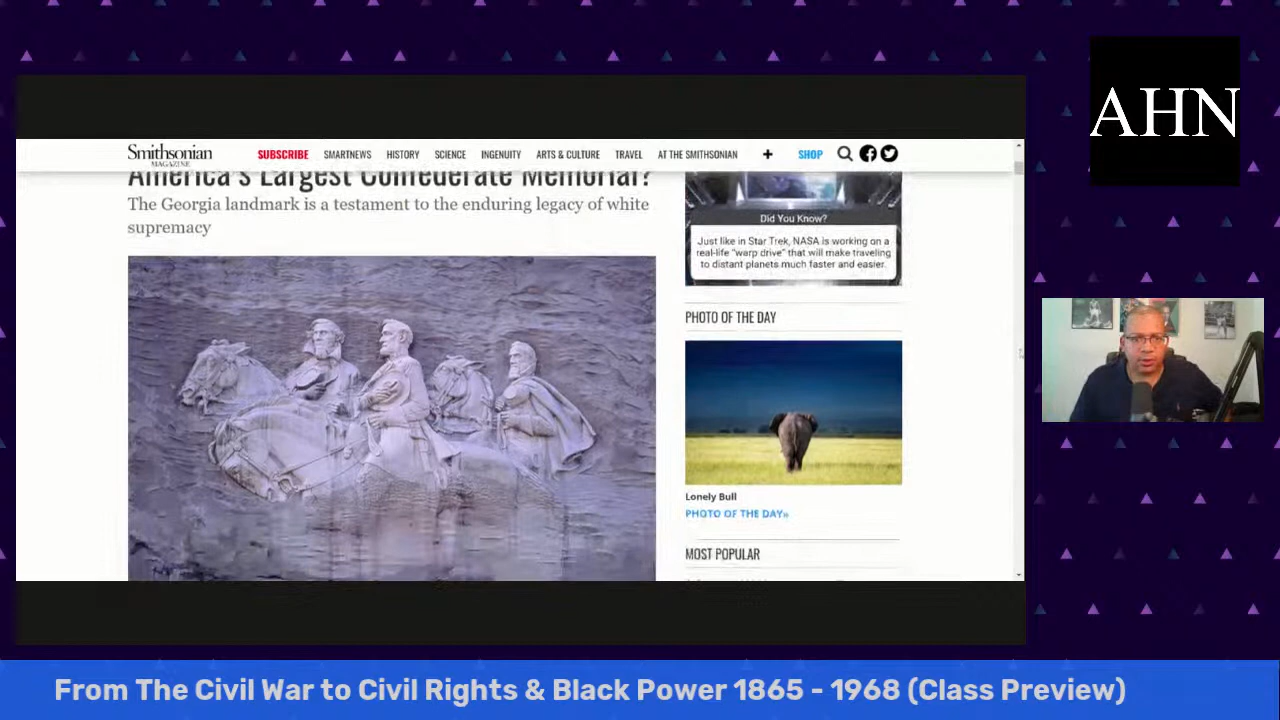 AHN
Smithsonian
MAGAZINE
SUBSCRIBE SMARTNEWS HISTORY SCIENCE INGENUITY ARTS & CULTURE TRAVEL AT THE SMITHSONIAN + SHOP
America's Largest Confederate Memorial?
The Georgia landmark is a testament to the enduring legacy of white
supremacy
Did You Know?
Just like in Star Trek, NASA is working on a
real-life "warp drive" that will make traveling
to distant planets much faster and easier.
PHOTO OF THE DAY
Lonely Bull
PHOTO OF THE DAY»
MOST POPULAR
From The Civil War to Civil Rights & Black Power 1865 - 1968 (Class Preview)